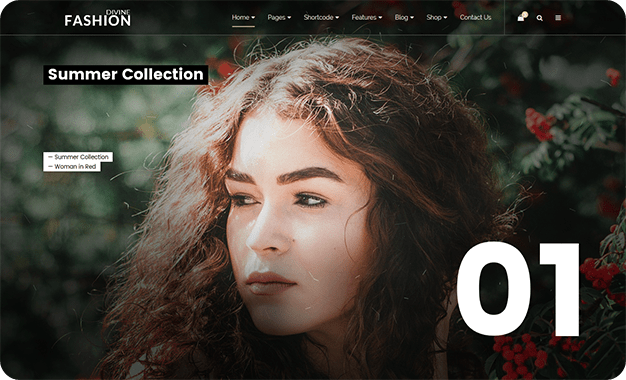 DIVINE
FASHION
Home Pages Shortcode Features Blog Shop Contact Us
Summer Collection
— Summer Collection
— Woman in Red
01